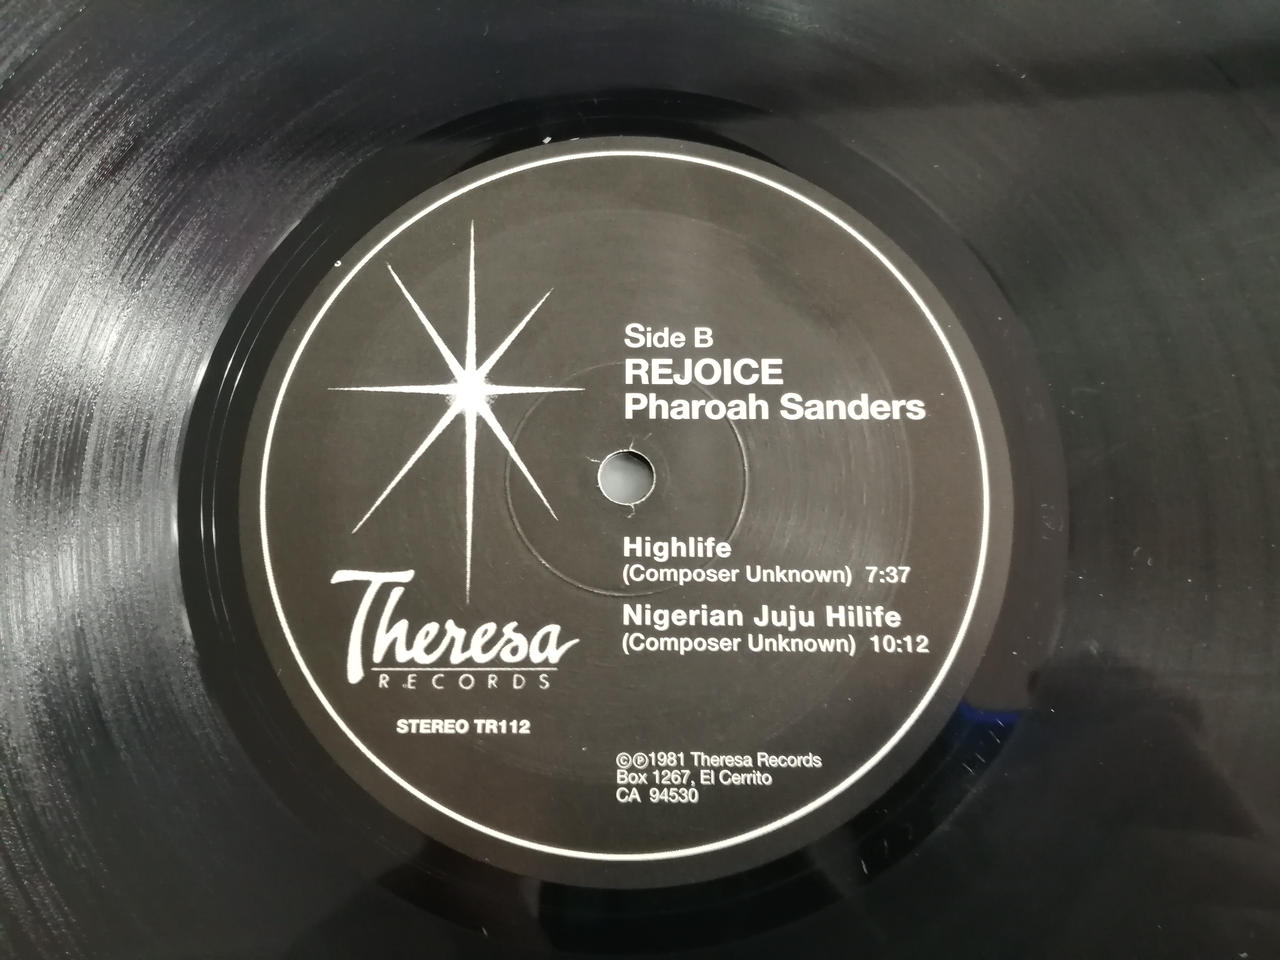 Side B
REJOICE
Pharoah Sanders
Highlife
(Composer Unknown) 7:37
Nigerian Juju Hilife
(Composer Unknown) 10:12
Theresa
RECORDS
STEREO TR112
©℗1981 Theresa Records
Box 1267, El Cerrito
CA 94530